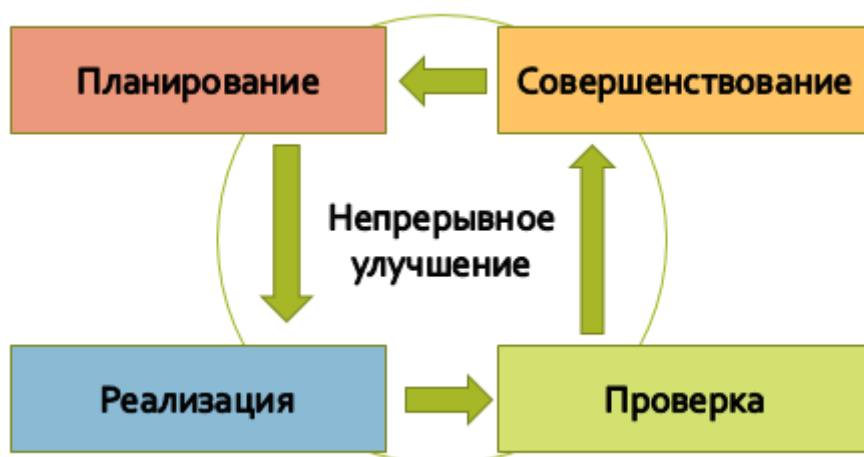 Планирование
Совершенствование
Непрерывное
улучшение
Реализация
Проверка